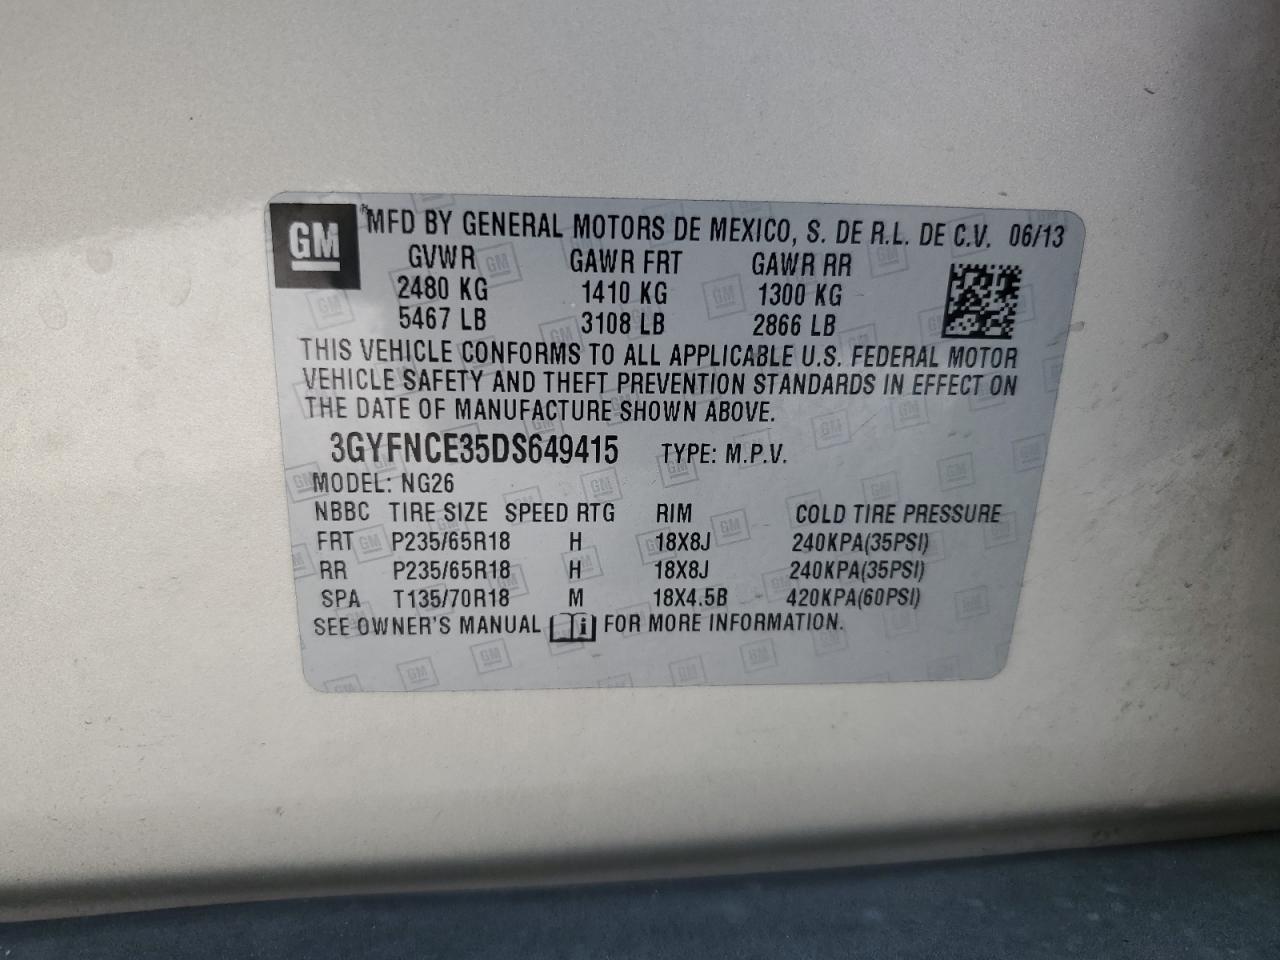 GM MFD BY GENERAL MOTORS DE MEXICO, S. DE R.L. DE C.V. 06/13
GVWR GAWR FRT GAWR RR
2480 KG 1410 KG 1300 KG
5467 LB 3108 LB 2866 LB
THIS VEHICLE CONFORMS TO ALL APPLICABLE U.S. FEDERAL MOTOR
VEHICLE SAFETY AND THEFT PREVENTION STANDARDS IN EFFECT ON
THE DATE OF MANUFACTURE SHOWN ABOVE.
3GYFNCE35DS649415 TYPE: M.P.V.
MODEL: NG26
NBBC TIRE SIZE SPEED RTG RIM COLD TIRE PRESSURE
FRT P235/65R18 H 18X8J 240KPA(35PSI)
RR P235/65R18 H 18X8J 240KPA(35PSI)
SPA T135/70R18 M 18X4.5B 420KPA(60PSI)
SEE OWNER'S MANUAL i FOR MORE INFORMATION.